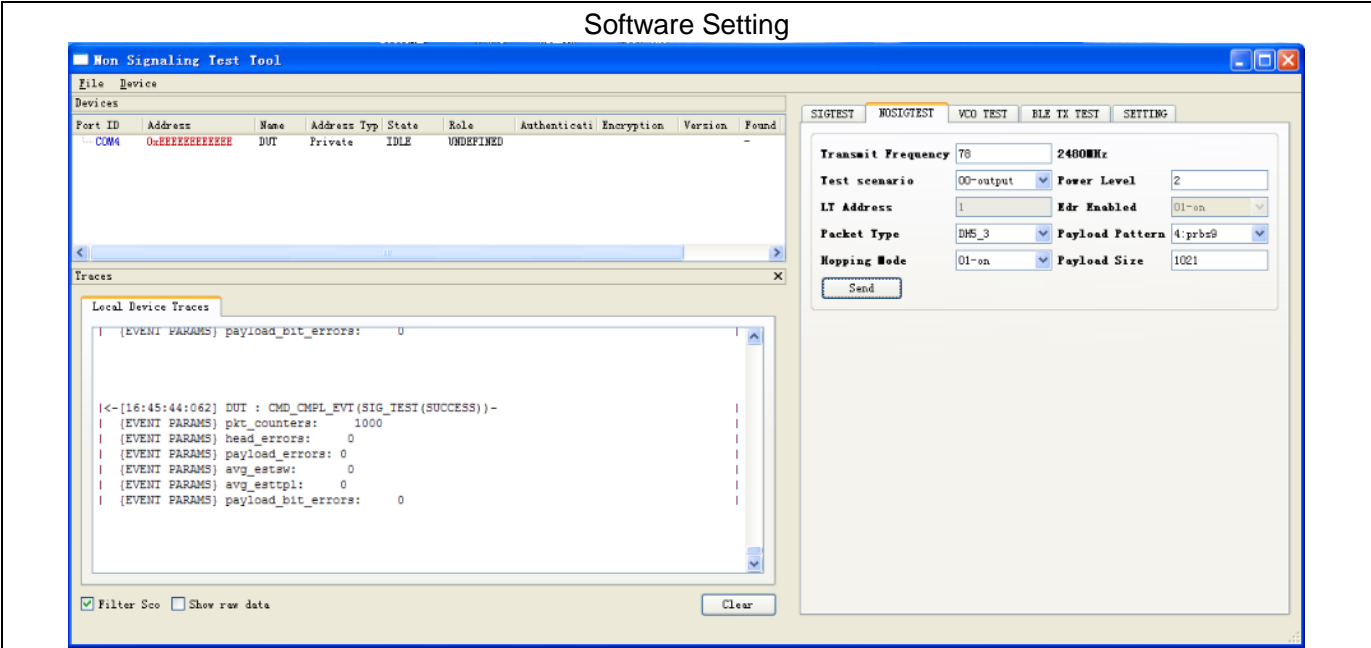 Software Setting
Non Signaling Test Tool
File Device
Devices
Port ID Address Name Address Typ State Role Authenticati Encryption Version Found
COM4 0xEEEEEEEEEEEE DUT Private IDLE UNDEFINED -
Traces
Local Device Traces
| {EVENT PARAMS} payload_bit_errors: 0 |
|<-[16:45:44:062] DUT : CMD_CMPL_EVT(SIG_TEST(SUCCESS))- |
| {EVENT PARAMS} pkt_counters: 1000 |
| {EVENT PARAMS} head_errors: 0 |
| {EVENT PARAMS} payload_errors: 0 |
| {EVENT PARAMS} avg_estsw: 0 |
| {EVENT PARAMS} avg_esttpl: 0 |
| {EVENT PARAMS} payload_bit_errors: 0 |
Filter Sco Show raw data Clear
SIGTEST NOSIGTEST VCO TEST BLE TX TEST SETTING
Transmit Frequency 78 2480MHz
Test scenario 00-output Power Level 2
LT Address 1 Edr Enabled 01-on
Packet Type DH5_3 Payload Pattern 4:prbs9
Hopping Mode 01-on Payload Size 1021
Send